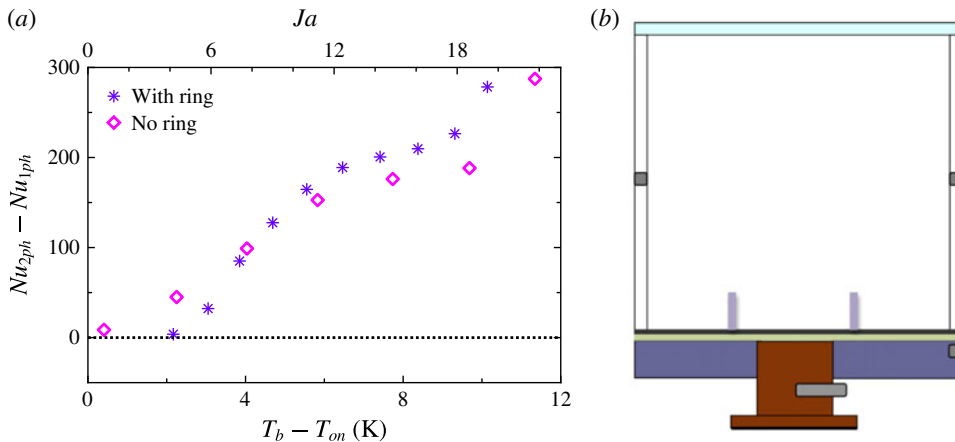 (a)
Ja
0 6 12 18
300
200
100
0
Nu2ph − Nu1ph
With ring
No ring
0 4 8 12
Tb − Ton (K)
(b)